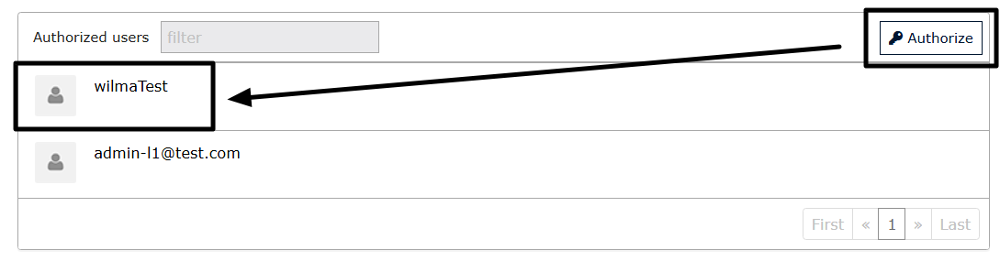 Authorized users filter Authorize
wilmaTest
admin-l1@test.com
First « 1 » Last